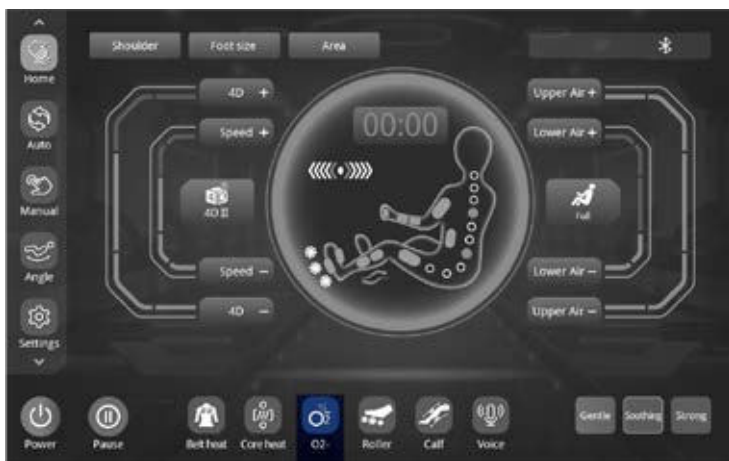 Shoulder
Foot size
Area
Home
Auto
Manual
Angle
Settings
4D +
Speed +
4D II
Speed −
4D −
00:00
Upper Air +
Lower Air +
Full
Lower Air −
Upper Air −
Power
Pause
Belt heat
Core heat
O2-
Roller
Calf
Voice
Gentle
Soothing
Strong